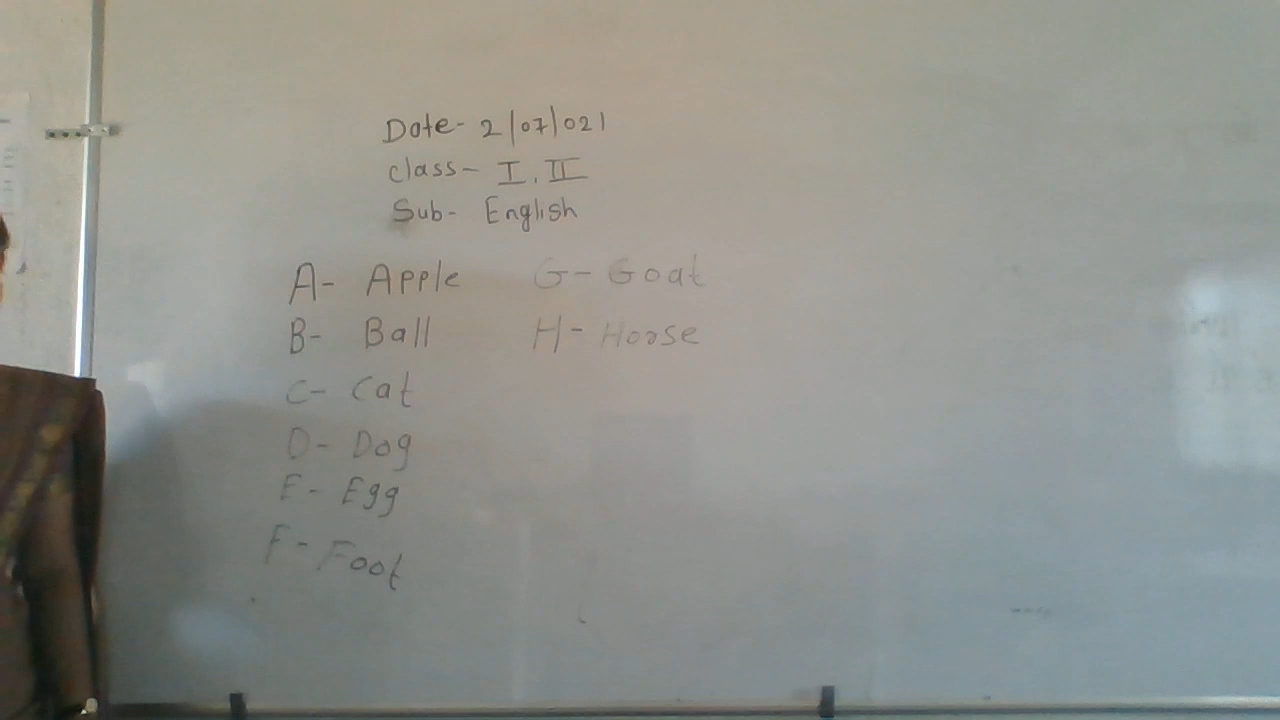 Date- 2/07/021
class- I, II
Sub- English
A- Apple
B- Ball
C- Cat
D- Dog
E- Egg
F- Foot
G- Goat
H- Horse